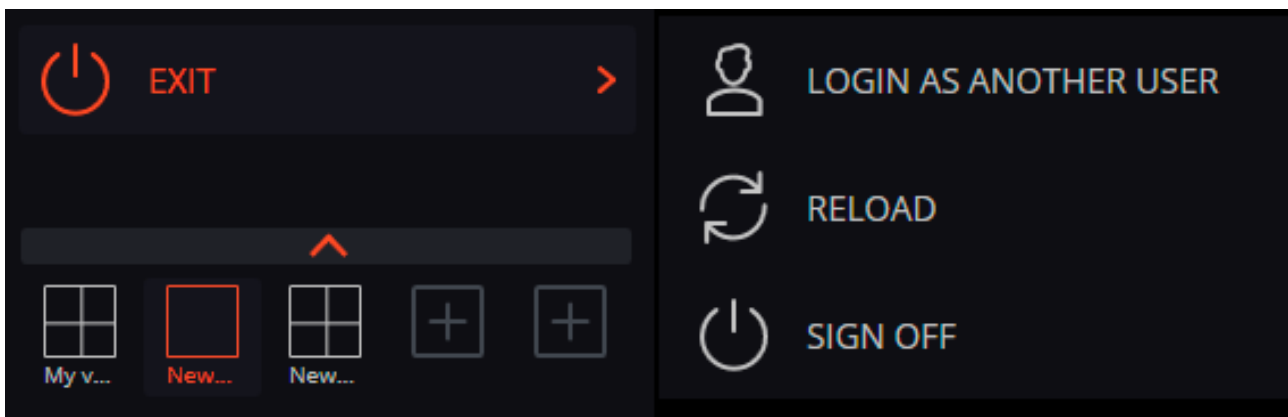 EXIT
My v...
New...
New...
LOGIN AS ANOTHER USER
RELOAD
SIGN OFF